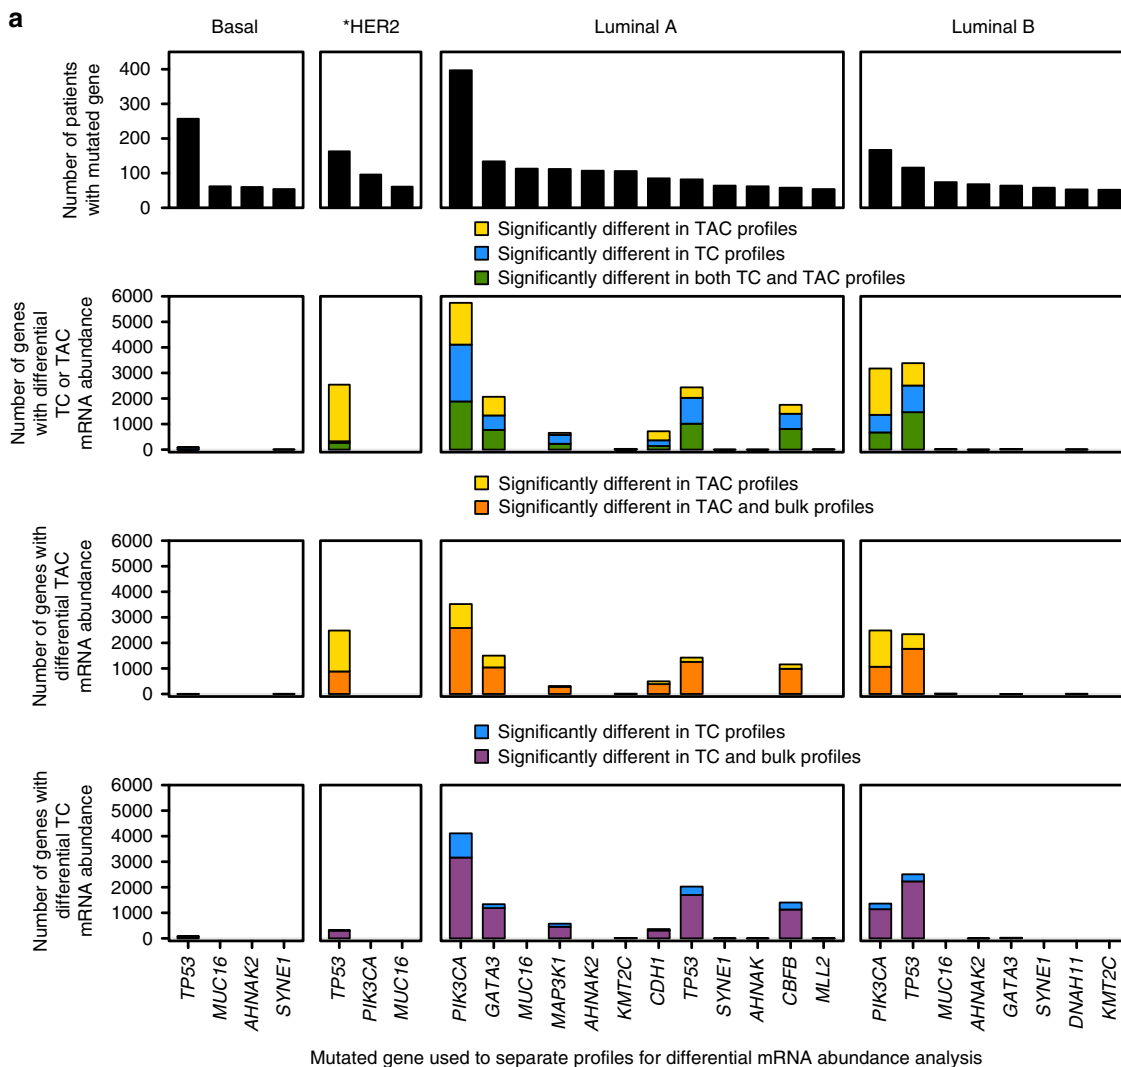 a
Basal
*HER2
Luminal A
Luminal B
Number of patients
with mutated gene
400
300
200
100
0
Significantly different in TAC profiles
Significantly different in TC profiles
Significantly different in both TC and TAC profiles
Number of genes
with differential
TC or TAC
mRNA abundance
6000
5000
4000
3000
2000
1000
0
Significantly different in TAC profiles
Significantly different in TAC and bulk profiles
Number of genes with
differential TAC
mRNA abundance
6000
5000
4000
3000
2000
1000
0
Significantly different in TC profiles
Significantly different in TC and bulk profiles
Number of genes with
differential TC
mRNA abundance
6000
5000
4000
3000
2000
1000
0
TP53
MUC16
AHNAK2
SYNE1
TP53
PIK3CA
MUC16
PIK3CA
GATA3
MUC16
MAP3K1
AHNAK2
KMT2C
CDH1
TP53
SYNE1
AHNAK
CBFB
MLL2
PIK3CA
TP53
MUC16
AHNAK2
GATA3
SYNE1
DNAH11
KMT2C
Mutated gene used to separate profiles for differential mRNA abundance analysis